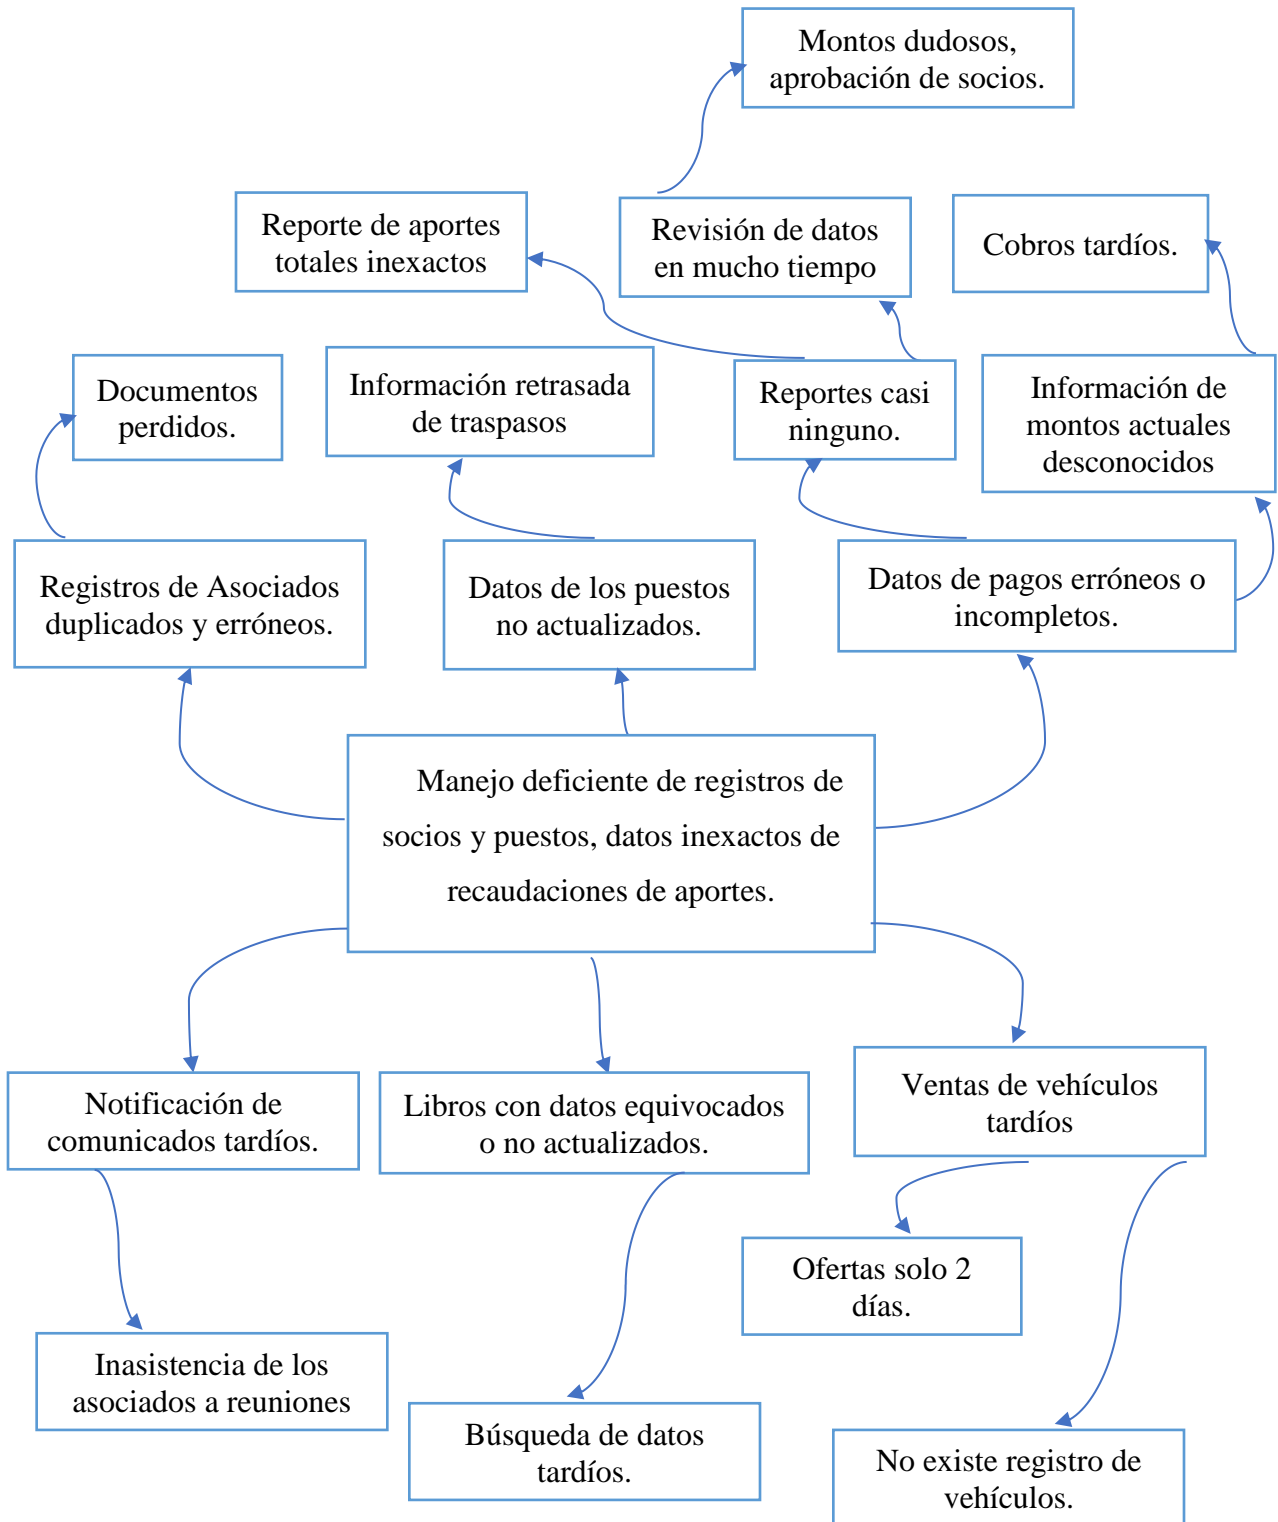 Montos dudosos,
aprobación de socios.
Reporte de aportes
totales inexactos
Revisión de datos
en mucho tiempo
Cobros tardíos.
Documentos
perdidos.
Información retrasada
de traspasos
Reportes casi
ninguno.
Información de
montos actuales
desconocidos
Registros de Asociados
duplicados y erróneos.
Datos de los puestos
no actualizados.
Datos de pagos erróneos o
incompletos.
Manejo deficiente de registros de
socios y puestos, datos inexactos de
recaudaciones de aportes.
Notificación de
comunicados tardíos.
Libros con datos equivocados
o no actualizados.
Ventas de vehículos
tardíos
Ofertas solo 2
días.
Inasistencia de los
asociados a reuniones
Búsqueda de datos
tardíos.
No existe registro de
vehículos.